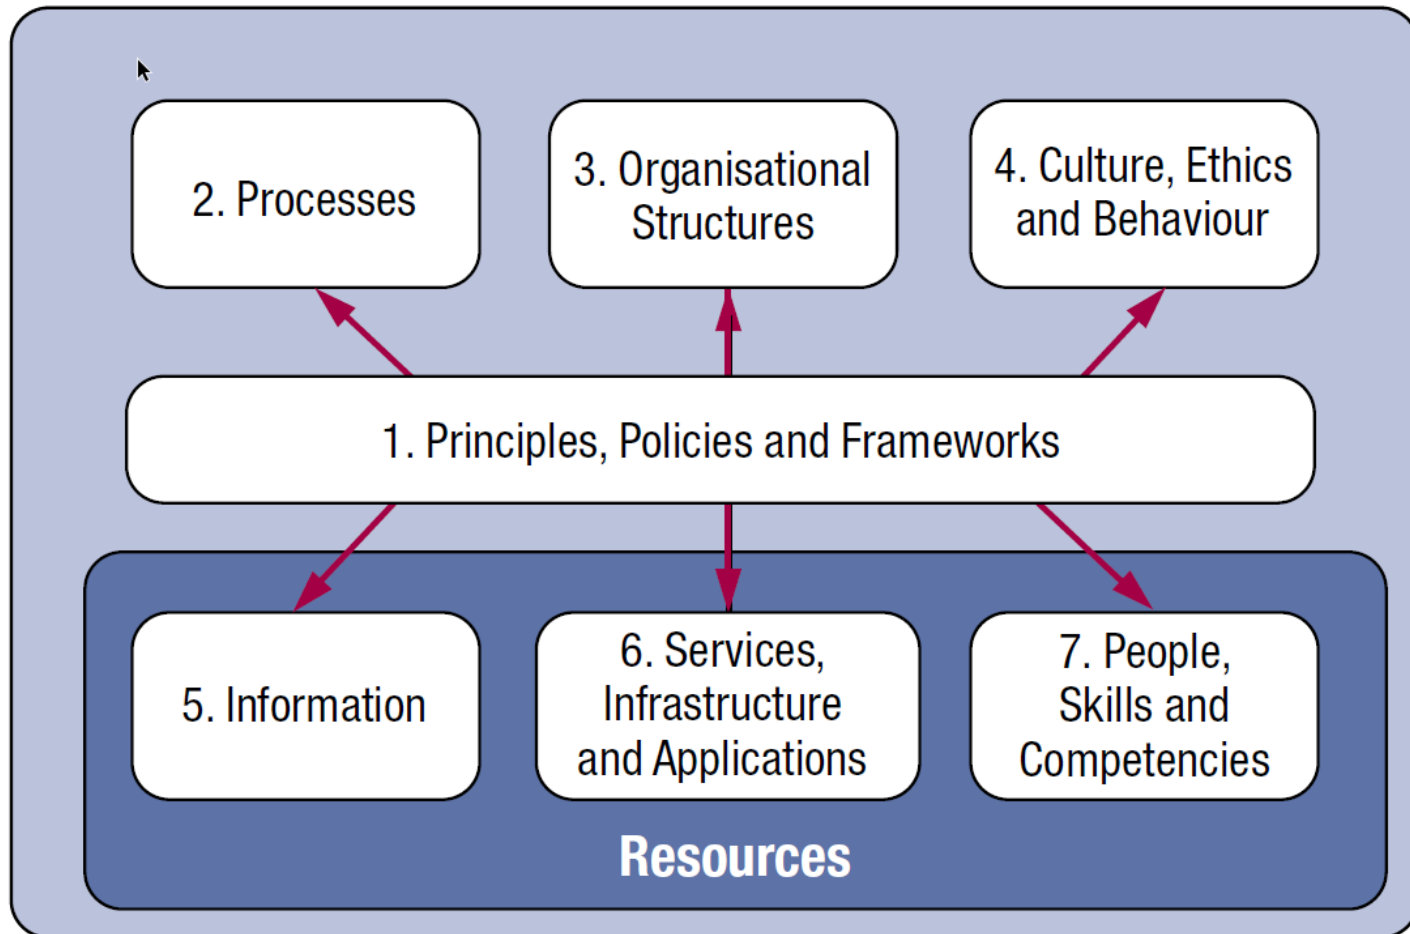 2. Processes
3. Organisational
Structures
4. Culture, Ethics
and Behaviour
1. Principles, Policies and Frameworks
5. Information
6. Services,
Infrastructure
and Applications
7. People,
Skills and
Competencies
Resources